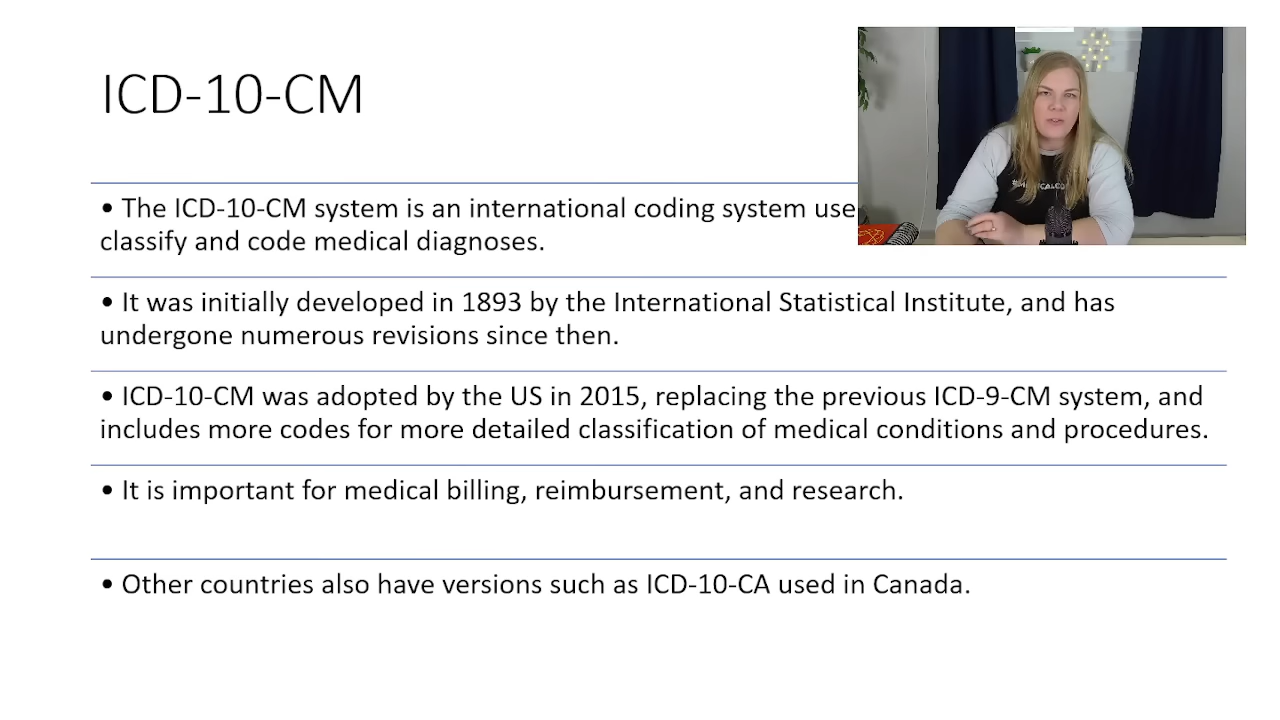 ICD-10-CM
• The ICD-10-CM system is an international coding system use
classify and code medical diagnoses.
• It was initially developed in 1893 by the International Statistical Institute, and has
undergone numerous revisions since then.
• ICD-10-CM was adopted by the US in 2015, replacing the previous ICD-9-CM system, and
includes more codes for more detailed classification of medical conditions and procedures.
• It is important for medical billing, reimbursement, and research.
• Other countries also have versions such as ICD-10-CA used in Canada.